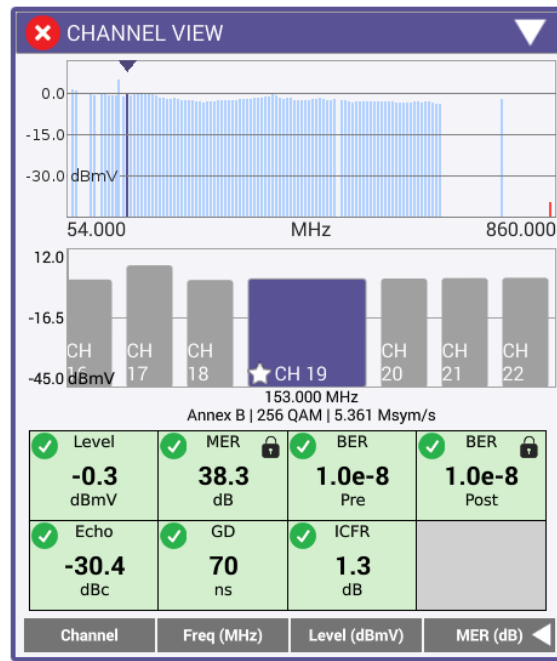 CHANNEL VIEW
0.0
-15.0
-30.0 dBmV
54.000 MHz 860.000
12.0
-16.5
-45.0 dBmV
CH 16
CH 17
CH 18
CH 19
CH 20
CH 21
CH 22
153.000 MHz
Annex B | 256 QAM | 5.361 Msym/s
Level MER BER BER
-0.3 38.3 1.0e-8 1.0e-8
dBmV dB Pre Post
Echo GD ICFR
-30.4 70 1.3
dBc ns dB
Channel Freq (MHz) Level (dBmV) MER (dB)